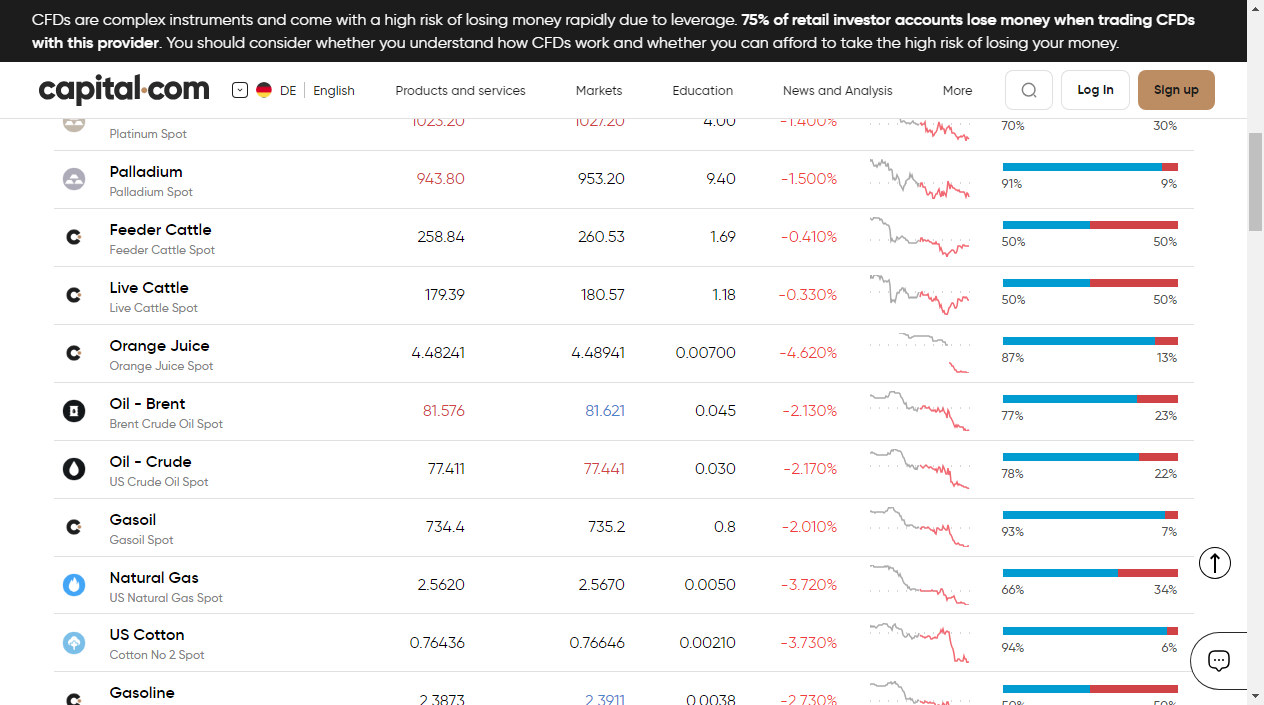 CFDs are complex instruments and come with a high risk of losing money rapidly due to leverage. 75% of retail investor accounts lose money when trading CFDs
with this provider. You should consider whether you understand how CFDs work and whether you can afford to take the high risk of losing your money.
capital.com DE English Products and services Markets Education News and Analysis More Log In Sign up
1023.20 1027.20 4.00 -1.400%
Platinum Spot 70% 30%
Palladium 943.80 953.20 9.40 -1.500%
Palladium Spot 91% 9%
Feeder Cattle 258.84 260.53 1.69 -0.410%
Feeder Cattle Spot 50% 50%
Live Cattle 179.39 180.57 1.18 -0.330%
Live Cattle Spot 50% 50%
Orange Juice 4.48241 4.48941 0.00700 -4.620%
Orange Juice Spot 87% 13%
Oil - Brent 81.576 81.621 0.045 -2.130%
Brent Crude Oil Spot 77% 23%
Oil - Crude 77.411 77.441 0.030 -2.170%
US Crude Oil Spot 78% 22%
Gasoil 734.4 735.2 0.8 -2.010%
Gasoil Spot 93% 7%
Natural Gas 2.5620 2.5670 0.0050 -3.720%
US Natural Gas Spot 66% 34%
US Cotton 0.76436 0.76646 0.00210 -3.730%
Cotton No 2 Spot 94% 6%
Gasoline 2.3873 2.3911 0.0038 -2.730%
50% 50%